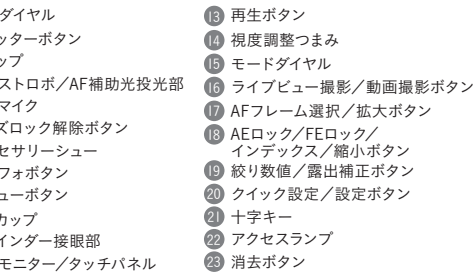 ダイヤル
ッターボタン
ップ
ストロボ／AF補助光投光部
マイク
ズロック解除ボタン
セサリーシュー
フォボタン
ューボタン
カップ
インダー接眼部
モニター／タッチパネル
13 再生ボタン
14 視度調整つまみ
15 モードダイヤル
16 ライブビュー撮影／動画撮影ボタン
17 AFフレーム選択／拡大ボタン
18 AEロック／FEロック／
インデックス／縮小ボタン
19 絞り数値／露出補正ボタン
20 クイック設定／設定ボタン
21 十字キー
22 アクセスランプ
23 消去ボタン